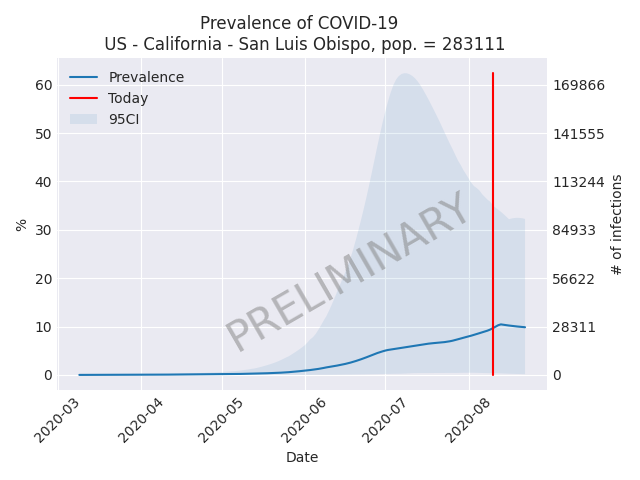 Prevalence of COVID-19
US - California - San Luis Obispo, pop. = 283111
Prevalence
Today
95CI
60
50
40
30
20
10
0
%
169866
141555
113244
84933
56622
28311
0
# of infections
PRELIMINARY
2020-03
2020-04
2020-05
2020-06
2020-07
2020-08
Date